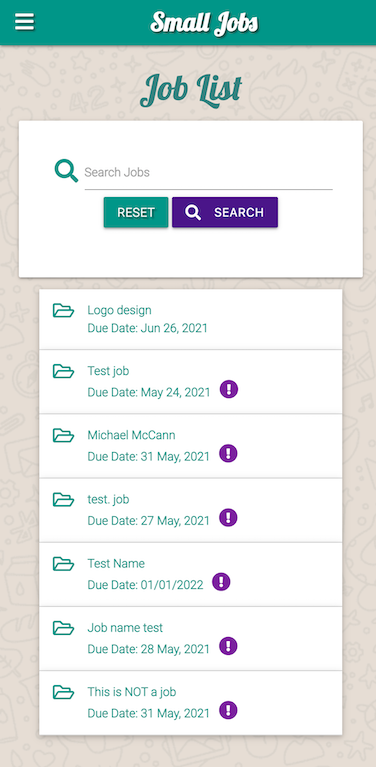 Small Jobs
Job List
Search Jobs
RESET
SEARCH
Logo design
Due Date: Jun 26, 2021
Test job
Due Date: May 24, 2021
Michael McCann
Due Date: 31 May, 2021
test. job
Due Date: 27 May, 2021
Test Name
Due Date: 01/01/2022
Job name test
Due Date: 28 May, 2021
This is NOT a job
Due Date: 31 May, 2021